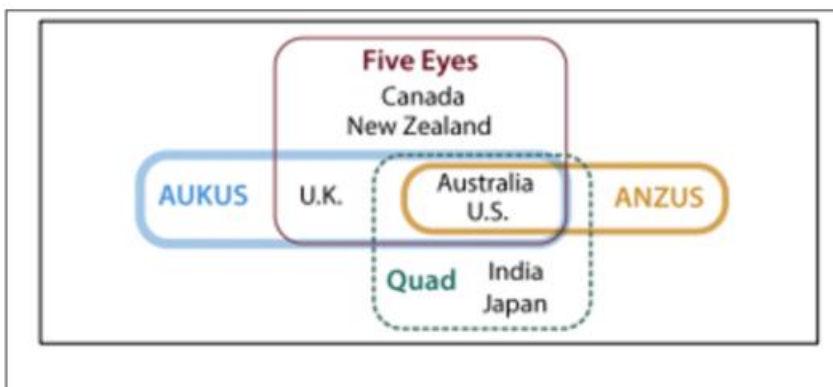 Five Eyes
Canada
New Zealand
AUKUS U.K. Australia ANZUS
U.S.
Quad India
Japan